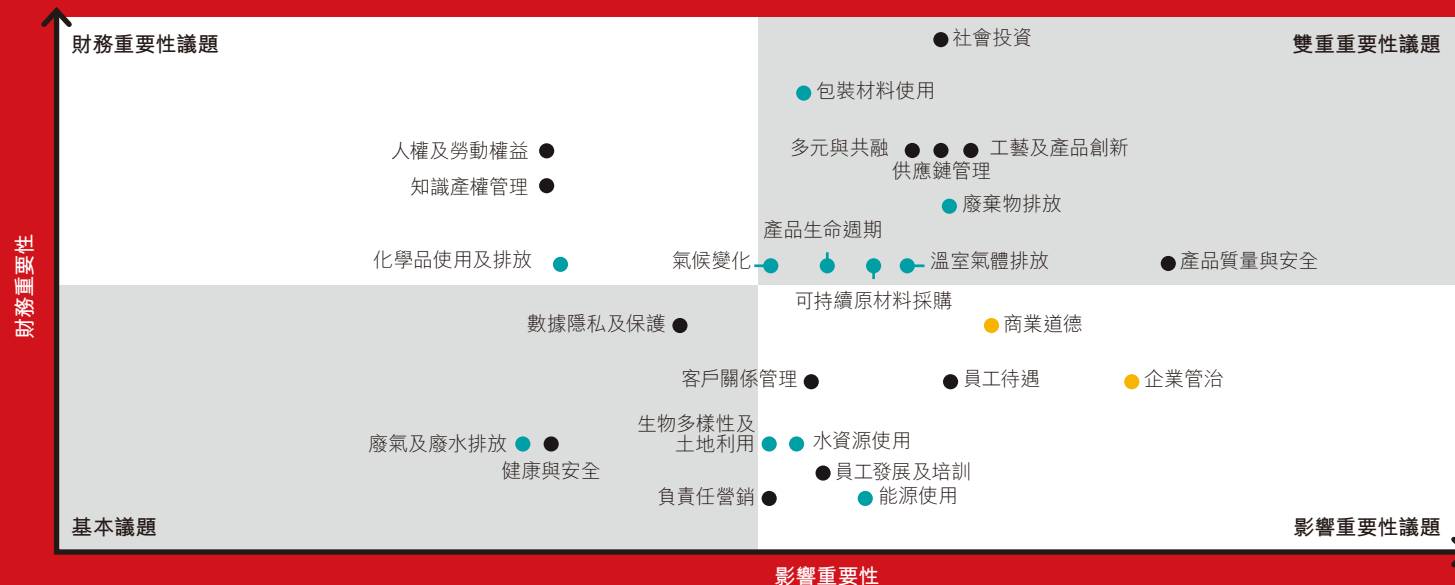 財務重要性議題
社會投資
雙重重要性議題
包裝材料使用
人權及勞動權益
多元與共融
工藝及產品創新
供應鏈管理
知識產權管理
廢棄物排放
產品生命週期
化學品使用及排放
氣候變化
溫室氣體排放
產品質量與安全
可持續原材料採購
財務重要性
數據隱私及保護
商業道德
客戶關係管理
員工待遇
企業管治
生物多樣性及
土地利用
水資源使用
廢氣及廢水排放
健康與安全
員工發展及培訓
負責任營銷
能源使用
基本議題
影響重要性議題
影響重要性